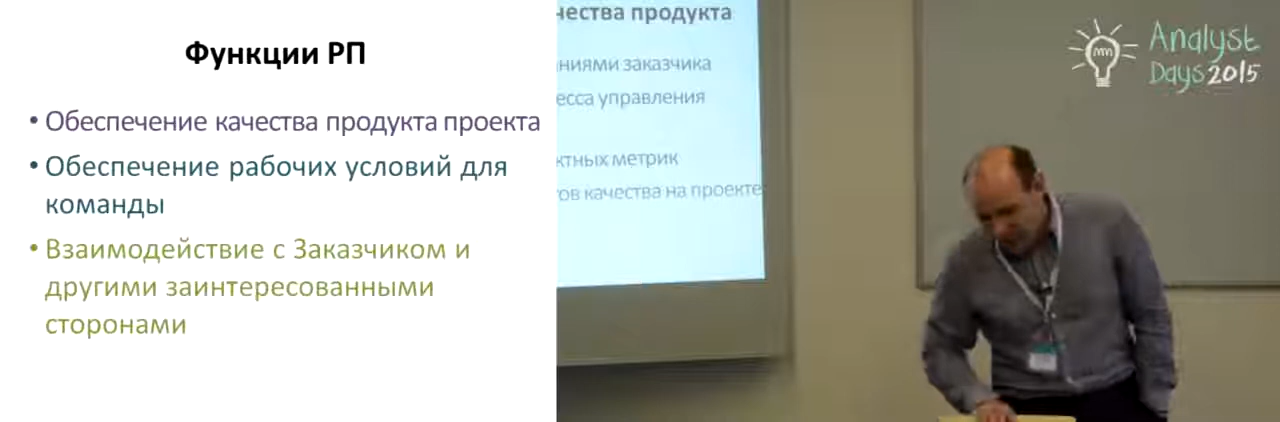 Функции РП
• Обеспечение качества продукта проекта
• Обеспечение рабочих условий для
команды
• Взаимодействие с Заказчиком и
другими заинтересованными
сторонами
чества продукта
ниями заказчика
есса управления
ктных метрик
тов качества на проекте
Analyst
Days 2015